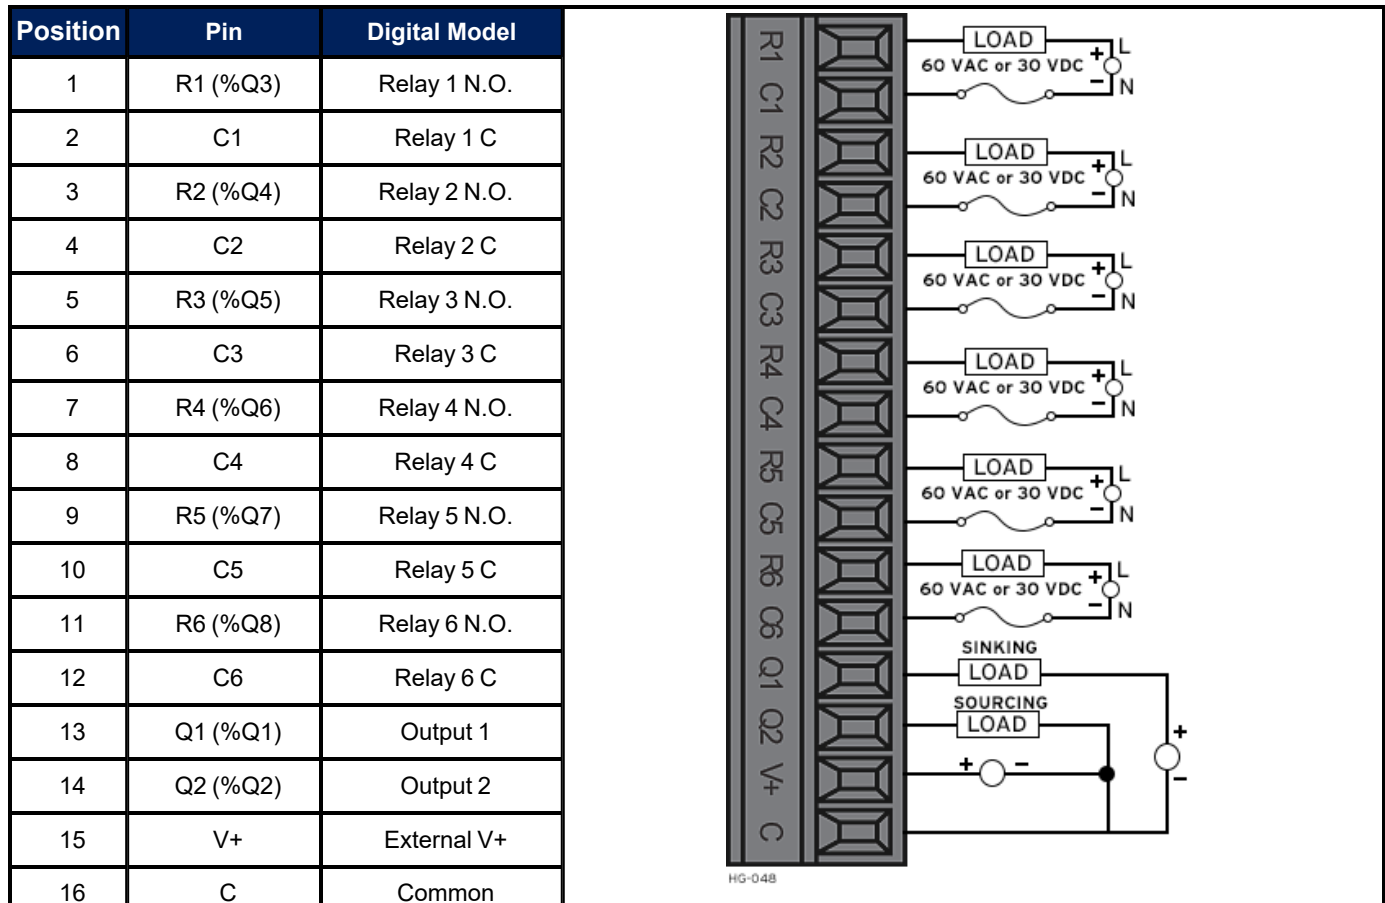 Position Pin Digital Model
1 R1 (%Q3) Relay 1 N.O.
2 C1 Relay 1 C
3 R2 (%Q4) Relay 2 N.O.
4 C2 Relay 2 C
5 R3 (%Q5) Relay 3 N.O.
6 C3 Relay 3 C
7 R4 (%Q6) Relay 4 N.O.
8 C4 Relay 4 C
9 R5 (%Q7) Relay 5 N.O.
10 C5 Relay 5 C
11 R6 (%Q8) Relay 6 N.O.
12 C6 Relay 6 C
13 Q1 (%Q1) Output 1
14 Q2 (%Q2) Output 2
15 V+ External V+
16 C Common
R1
C1
R2
C2
R3
C3
R4
C4
R5
C5
R6
C6
Q1
Q2
V+
C
LOAD + L
60 VAC or 30 VDC
− N
LOAD + L
60 VAC or 30 VDC
− N
LOAD + L
60 VAC or 30 VDC
− N
LOAD + L
60 VAC or 30 VDC
− N
LOAD + L
60 VAC or 30 VDC
− N
LOAD + L
60 VAC or 30 VDC
− N
SINKING
LOAD
SOURCING
LOAD
+ −
+
−
HG-048